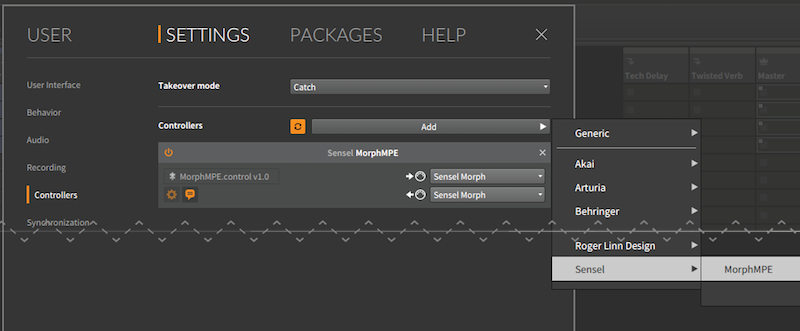 USER SETTINGS PACKAGES HELP
User Interface
Behavior
Audio
Recording
Controllers
Synchronization
Takeover mode Catch
Controllers Add
Sensel MorphMPE
MorphMPE.control v1.0 Sensel Morph
Sensel Morph
Generic
Akai
Arturia
Behringer
Roger Linn Design
Sensel MorphMPE
Tech Delay Twisted Verb Master